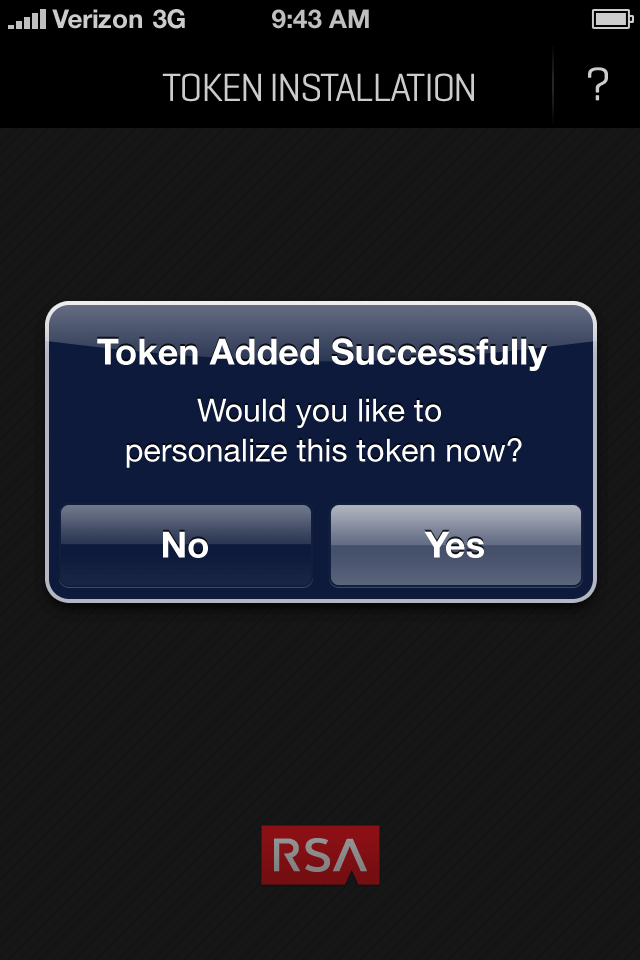 Verizon 3G 9:43 AM
TOKEN INSTALLATION ?
Token Added Successfully
Would you like to
personalize this token now?
No Yes
RSA